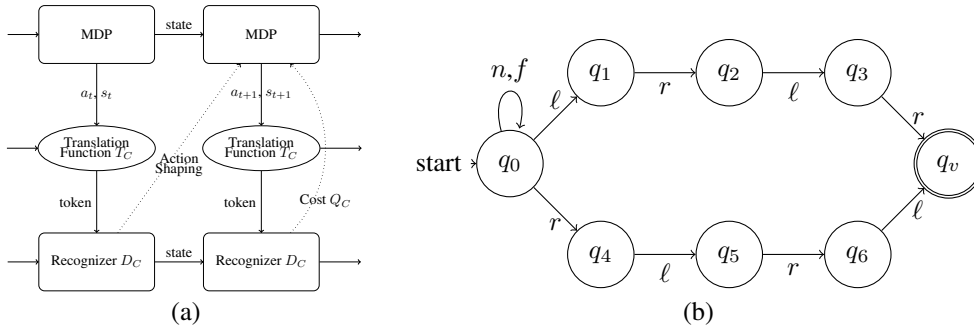 MDP
state
MDP
a_t, s_t
a_{t+1}, s_{t+1}
Translation
Function T_C
Translation
Function T_C
Action
Shaping
token
token
Cost Q_C
Recognizer D_C
state
Recognizer D_C
(a)
n,f
start
q_0
ℓ
q_1
r
q_2
ℓ
q_3
r
q_v
r
q_4
ℓ
q_5
r
q_6
ℓ
(b)